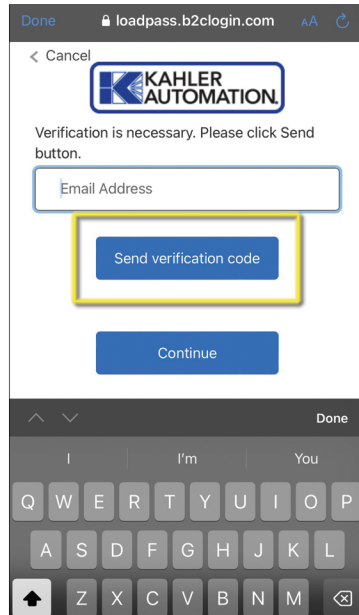 Done loadpass.b2clogin.com AA
Cancel
KAHLER
AUTOMATION.
Verification is necessary. Please click Send
button.
Email Address
Send verification code
Continue
Done
I I'm You
Q W E R T Y U I O P
A S D F G H J K L
Z X C V B N M